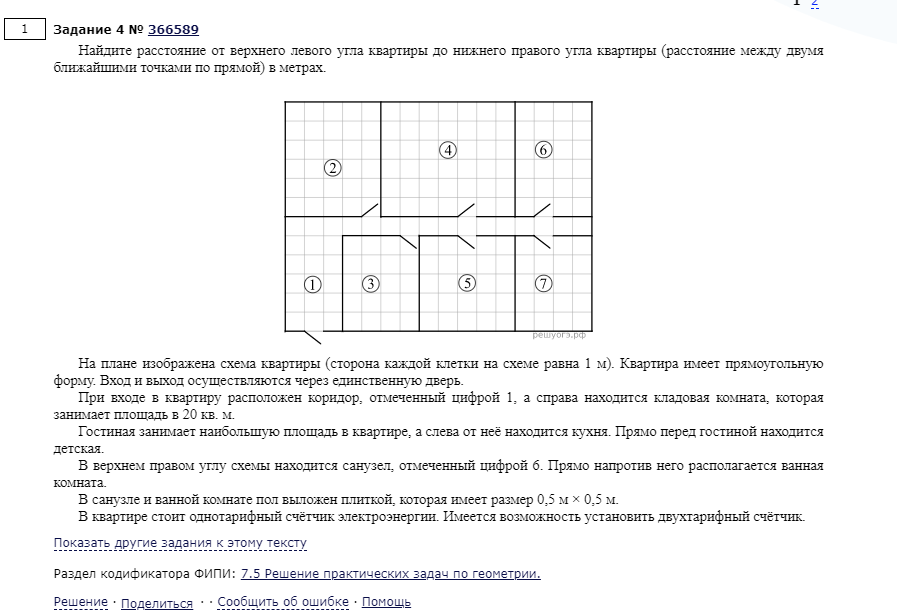 1 2
1
Задание 4 № 366589
Найдите расстояние от верхнего левого угла квартиры до нижнего правого угла квартиры (расстояние между двумя
ближайшими точками по прямой) в метрах.
4
6
2
1
3
5
7
решуогэ.рф
На плане изображена схема квартиры (сторона каждой клетки на схеме равна 1 м). Квартира имеет прямоугольную
форму. Вход и выход осуществляются через единственную дверь.
При входе в квартиру расположен коридор, отмеченный цифрой 1, а справа находится кладовая комната, которая
занимает площадь в 20 кв. м.
Гостиная занимает наибольшую площадь в квартире, а слева от неё находится кухня. Прямо перед гостиной находится
детская.
В верхнем правом углу схемы находится санузел, отмеченный цифрой 6. Прямо напротив него располагается ванная
комната.
В санузле и ванной комнате пол выложен плиткой, которая имеет размер 0,5 м × 0,5 м.
В квартире стоит однотарифный счётчик электроэнергии. Имеется возможность установить двухтарифный счётчик.
Показать другие задания к этому тексту
Раздел кодификатора ФИПИ: 7.5 Решение практических задач по геометрии.
Решение · Поделиться · · Сообщить об ошибке · Помощь